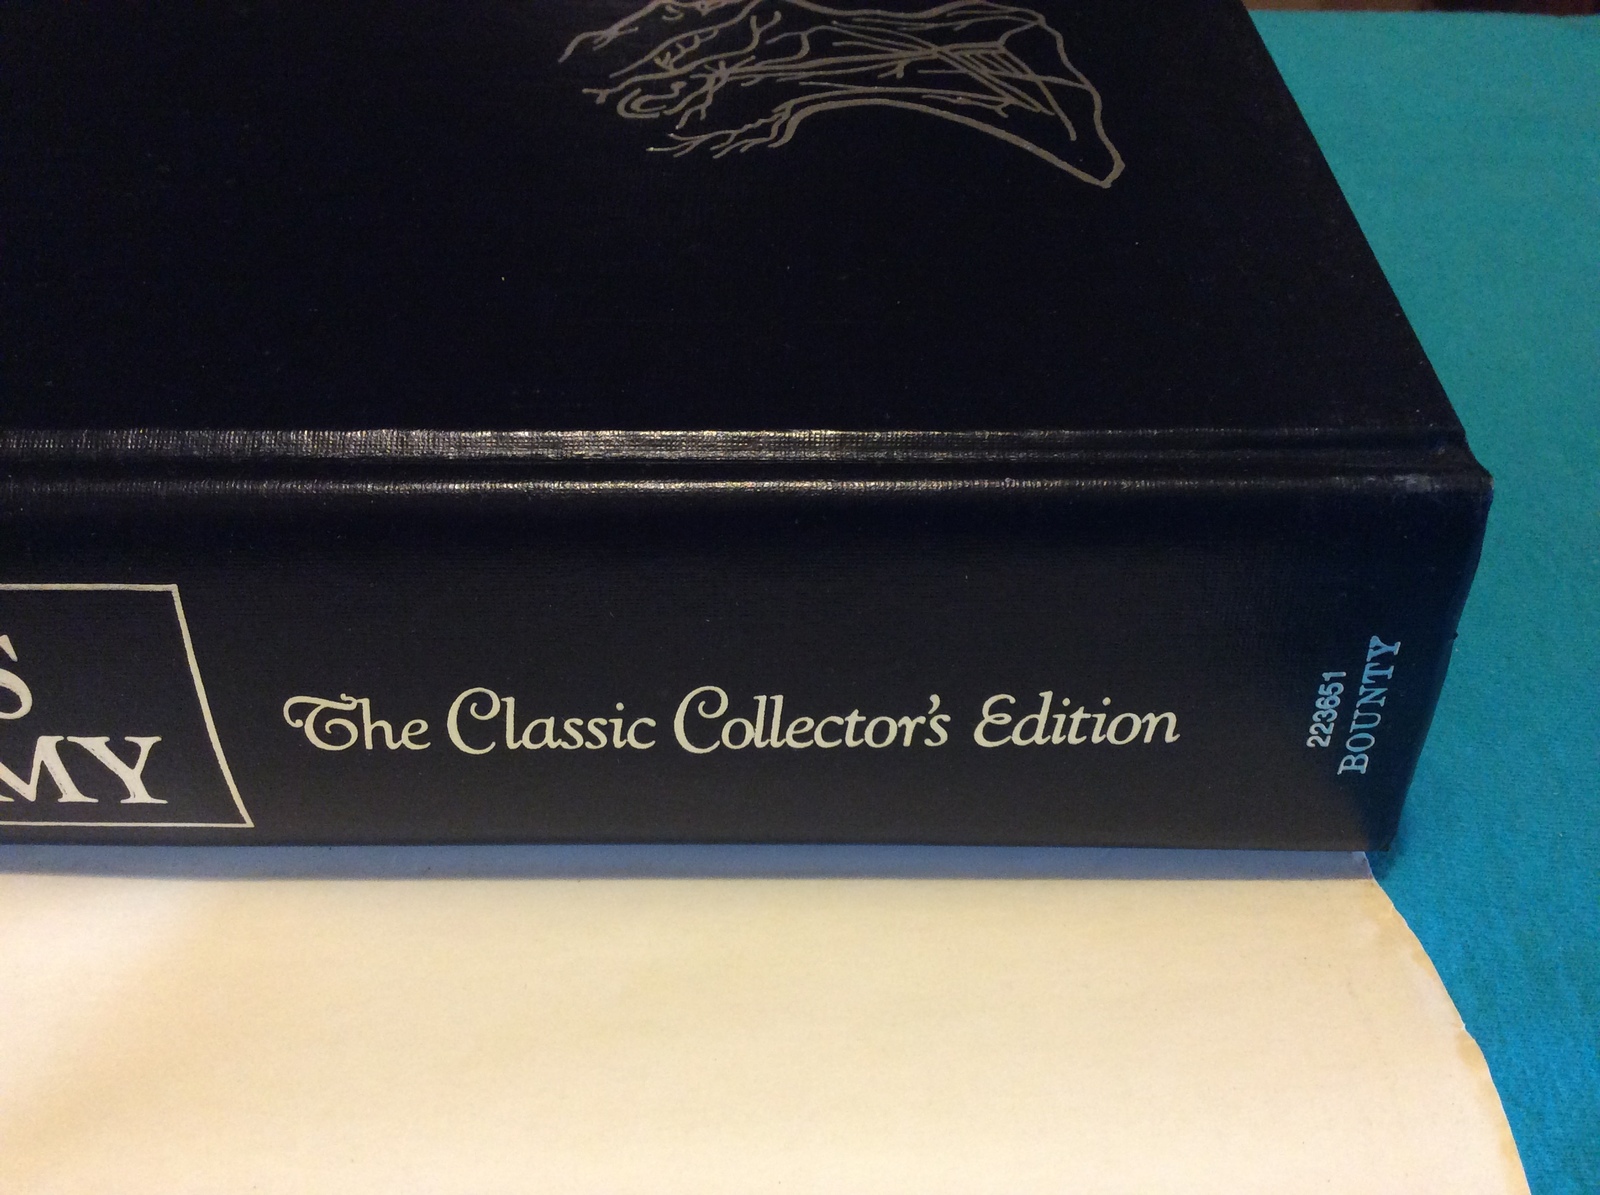 S
MY
The Classic Collector's Edition
223651
BOUNTY